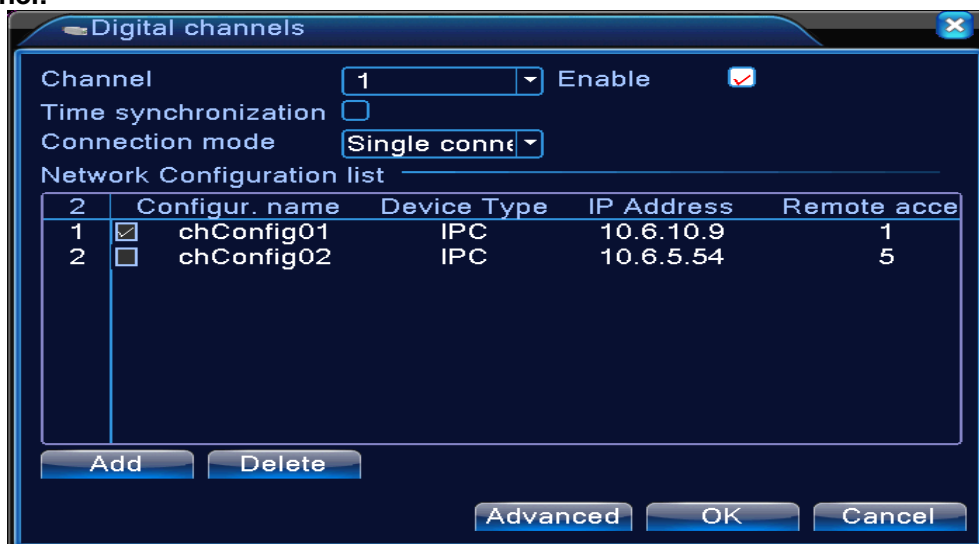 Digital channels
Channel 1 Enable
Time synchronization
Connection mode Single conne
Network Configuration list
2 Configur. name Device Type IP Address Remote acce
1 chConfig01 IPC 10.6.10.9 1
2 chConfig02 IPC 10.6.5.54 5
Add Delete
Advanced OK Cancel